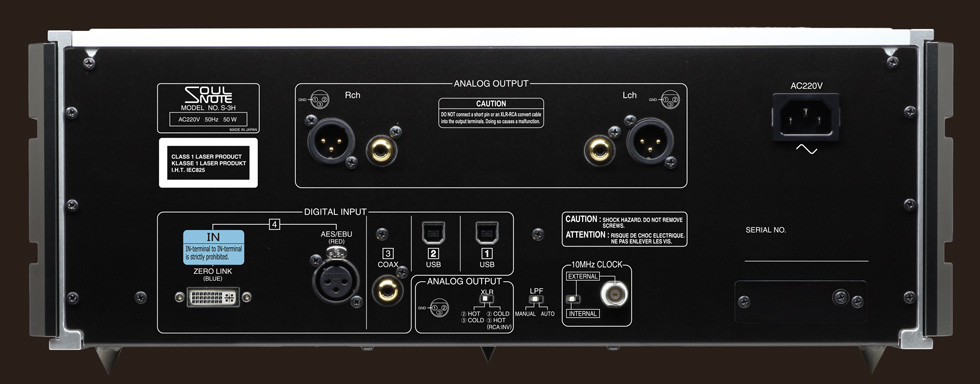 SOUL NOTE
MODEL NO. S-3H
AC220V 50Hz 50 W
MADE IN JAPAN
CLASS 1 LASER PRODUCT
KLASSE 1 LASER PRODUKT
I.H.T. IEC825
ANALOG OUTPUT
GND
Rch
CAUTION
DO NOT connect a short pin or an XLR-RCA convert cable
into the output terminals. Doing so causes a malfunction.
Lch
GND
AC220V
DIGITAL INPUT
4
IN
IN-terminal to IN-terminal
is strictly prohibited.
ZERO LINK
(BLUE)
AES/EBU
(RED)
3
COAX
2
USB
1
USB
ANALOG OUTPUT
GND
XLR
② HOT ② COLD
③ COLD ③ HOT
(RCA:INV)
LPF
MANUAL AUTO
CAUTION : SHOCK HAZARD. DO NOT REMOVE
SCREWS.
ATTENTION : RISQUE DE CHOC ELECTRIQUE.
NE PAS ENLEVER LES VIS.
10MHz CLOCK
EXTERNAL
INTERNAL
SERIAL NO.